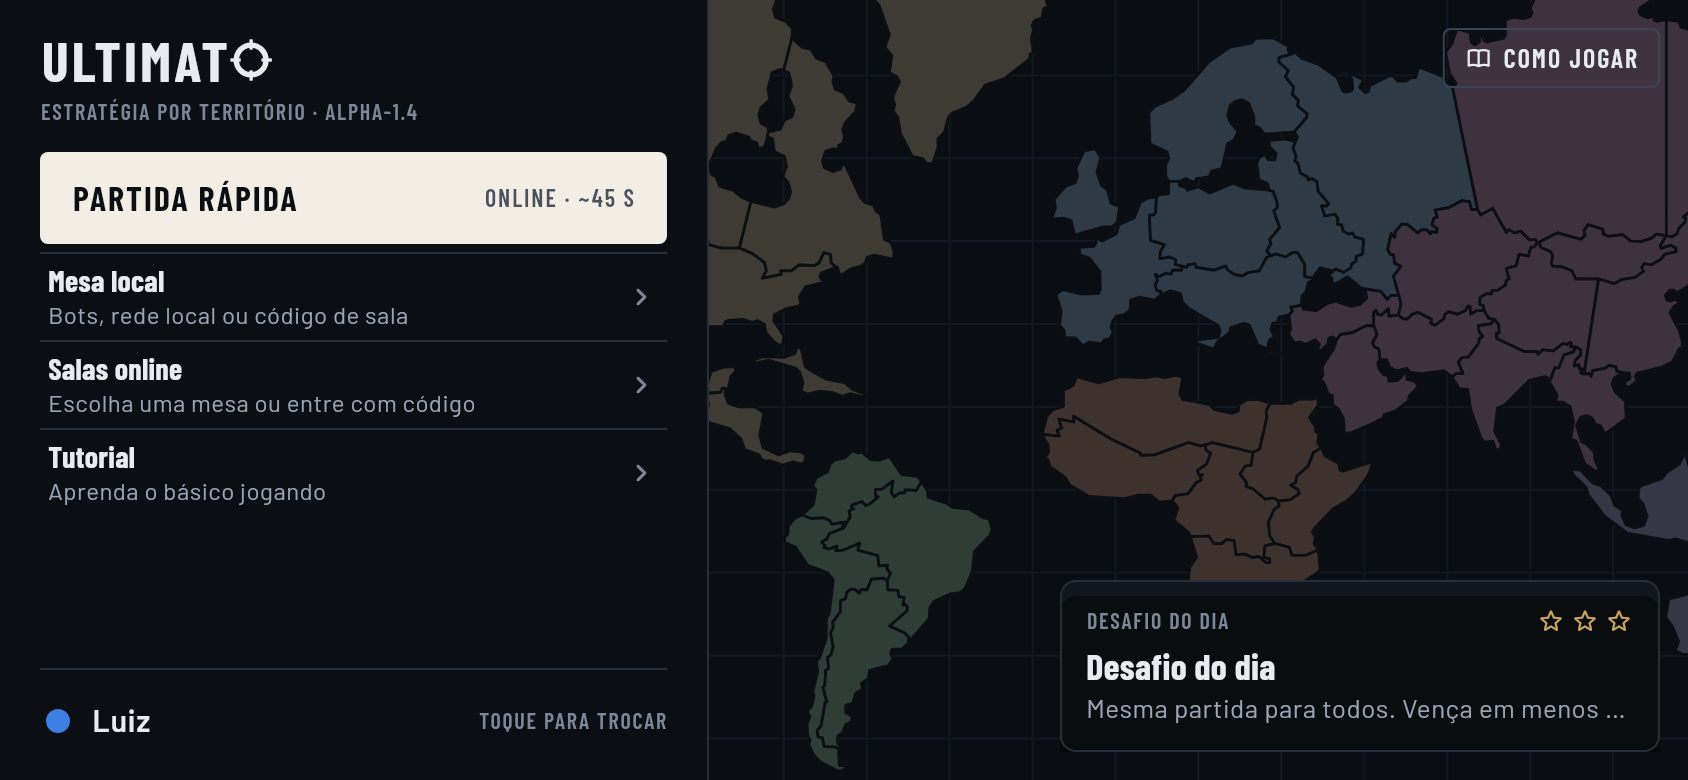 ULTIMATO
ESTRATÉGIA POR TERRITÓRIO · ALPHA-1.4
PARTIDA RÁPIDA
ONLINE · ~45 S
Mesa local
Bots, rede local ou código de sala
Salas online
Escolha uma mesa ou entre com código
Tutorial
Aprenda o básico jogando
Luiz
TOQUE PARA TROCAR
COMO JOGAR
DESAFIO DO DIA
Desafio do dia
Mesma partida para todos. Vença em menos ...